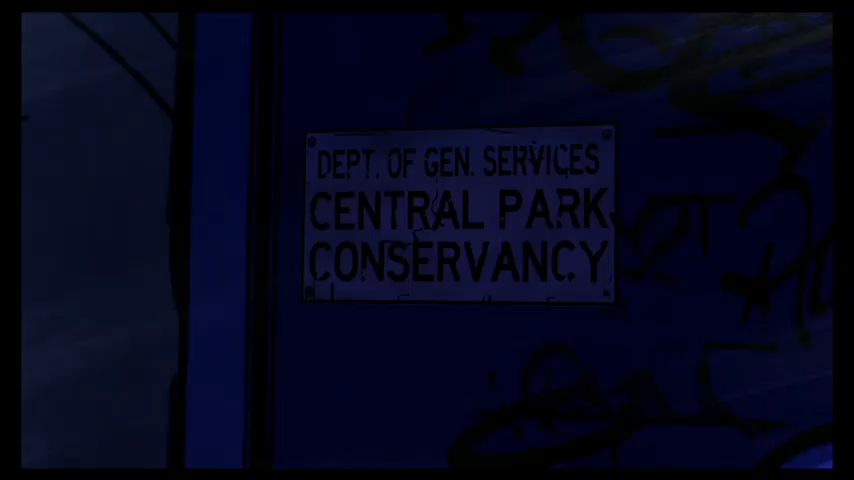 DEPT. OF GEN. SERVICES
CENTRAL PARK
CONSERVANCY